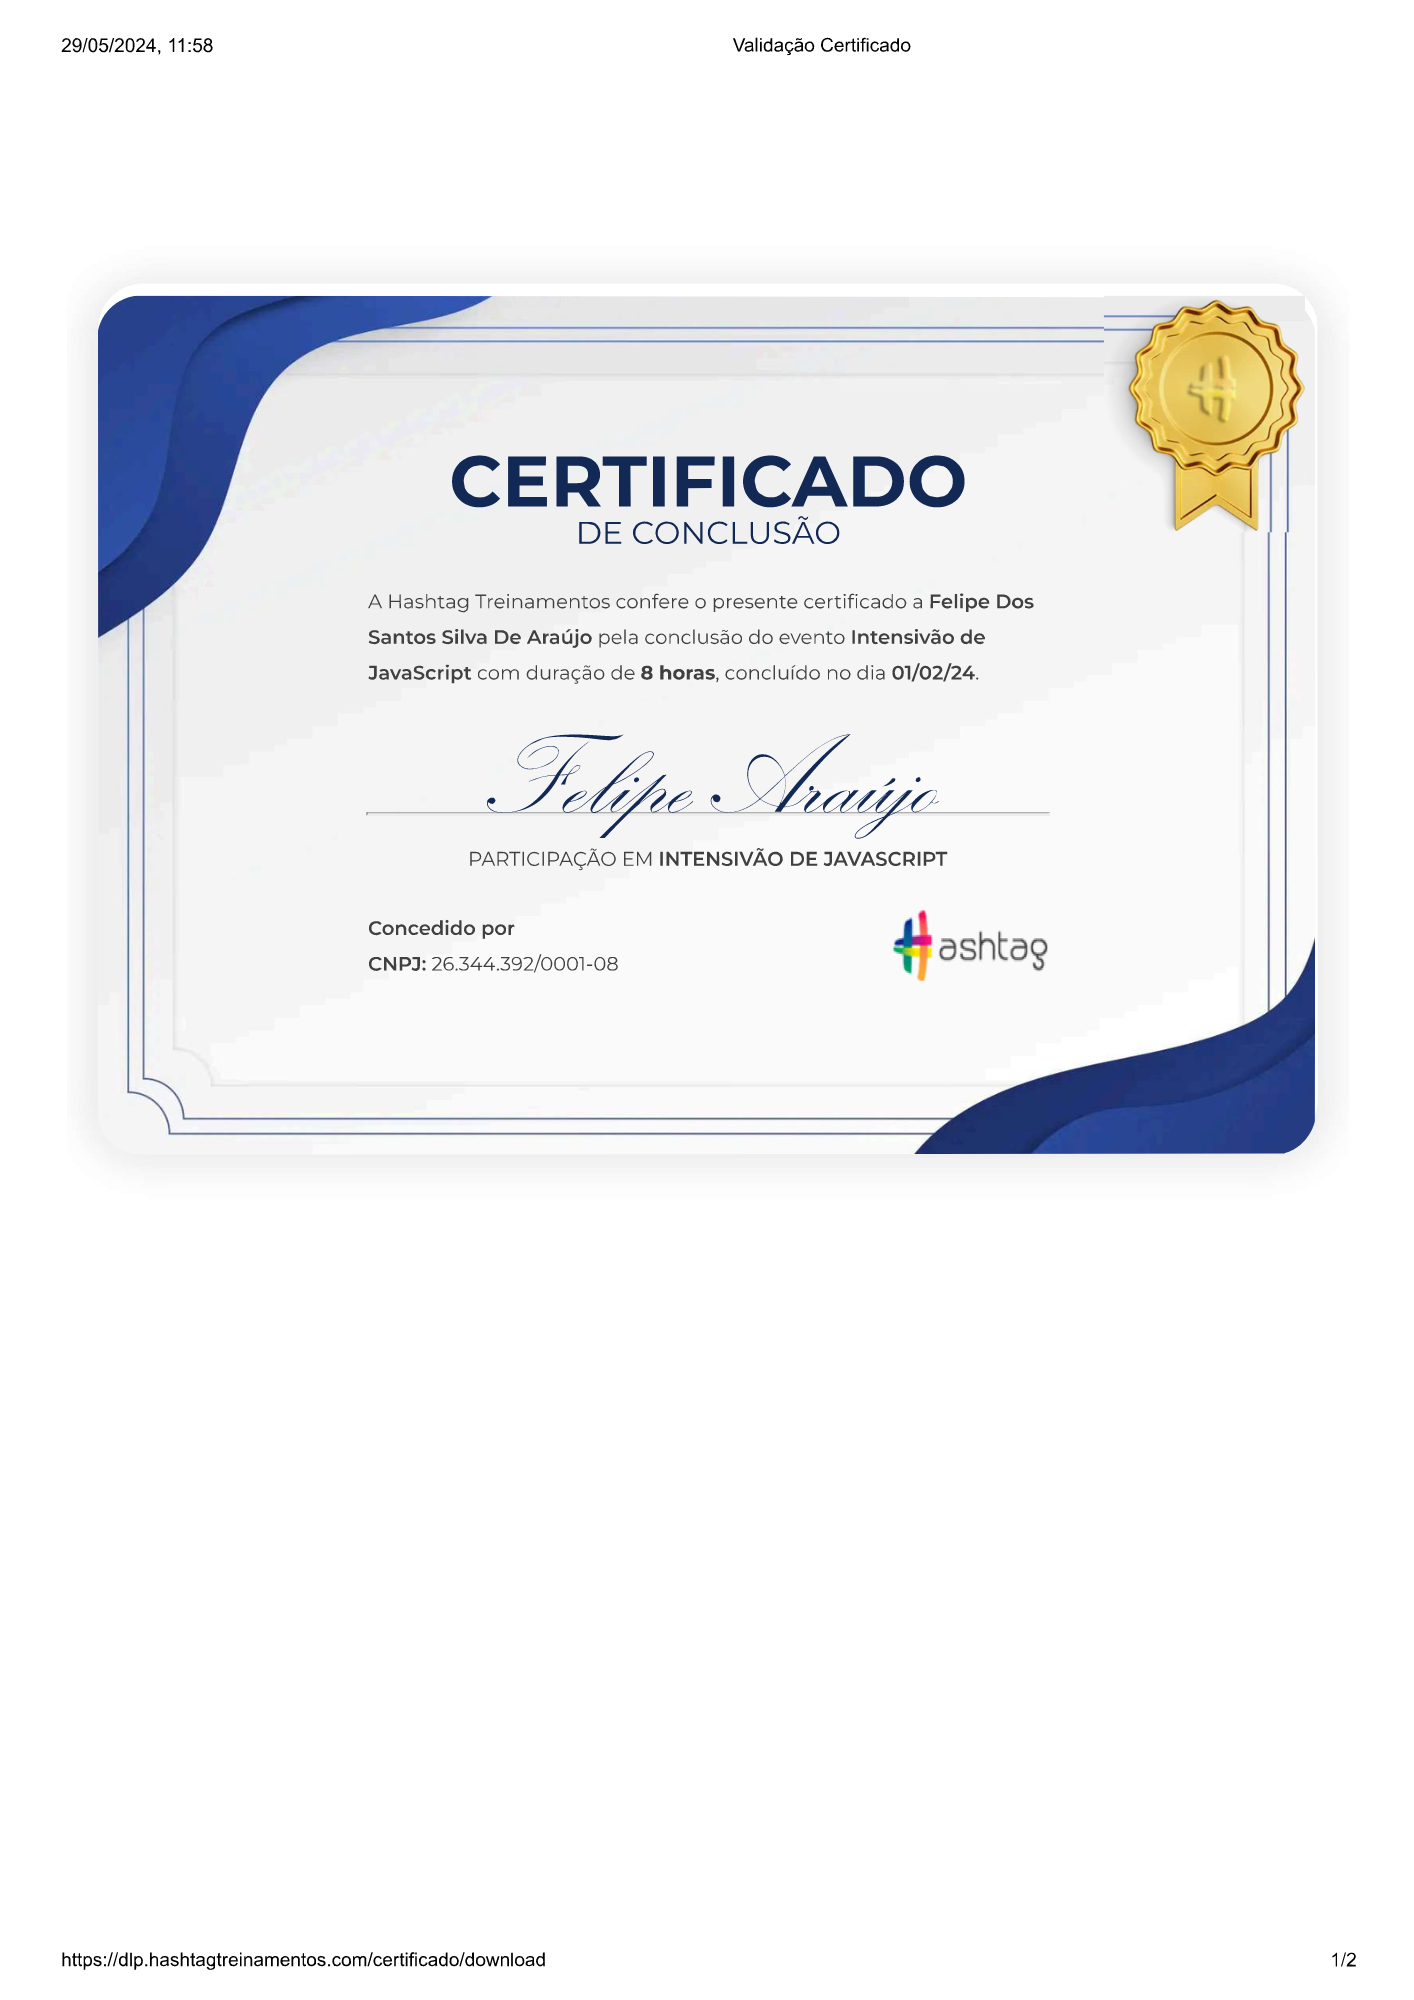 29/05/2024, 11:58
Validação Certificado
CERTIFICADO
DE CONCLUSÃO
A Hashtag Treinamentos confere o presente certificado a Felipe Dos
Santos Silva De Araújo pela conclusão do evento Intensivão de
JavaScript com duração de 8 horas, concluído no dia 01/02/24.
Felipe Araújo
PARTICIPAÇÃO EM INTENSIVÃO DE JAVASCRIPT
Concedido por
CNPJ: 26.344.392/0001-08
Hashtag
https://dlp.hashtagtreinamentos.com/certificado/download
1/2